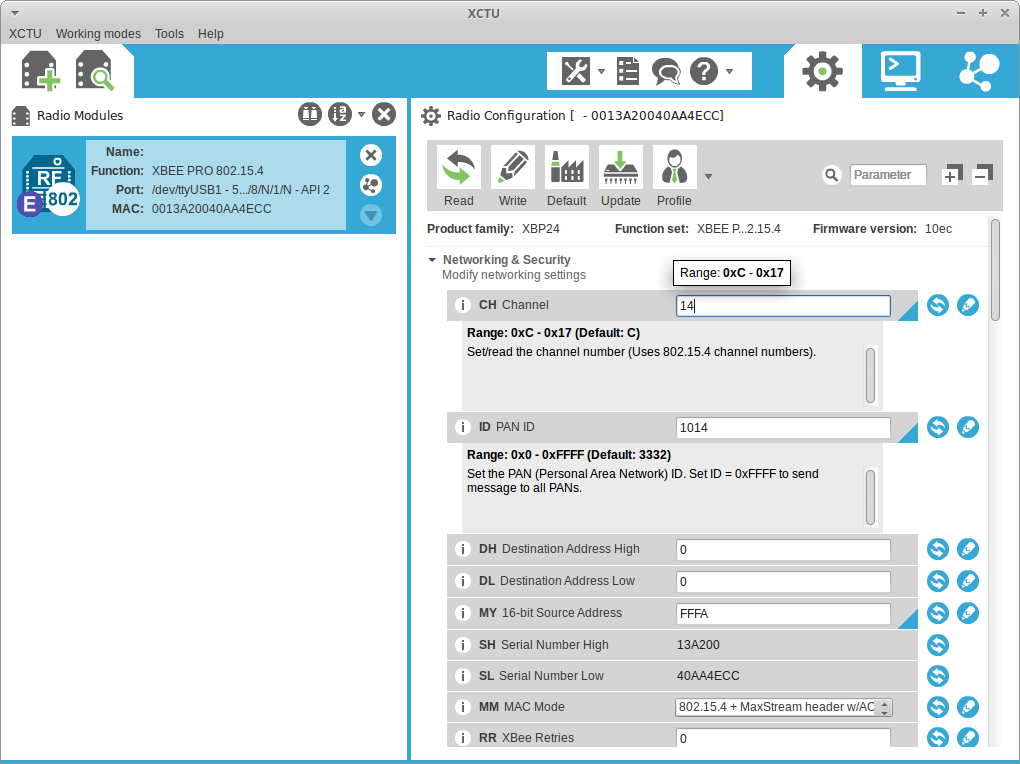 XCTU
XCTU Working modes Tools Help
Radio Modules
Radio Configuration [ - 0013A20040AA4ECC]
RF
E 802
Name:
Function: XBEE PRO 802.15.4
Port: /dev/ttyUSB1 - 5.../8/N/1/N - API 2
MAC: 0013A20040AA4ECC
Read Write Default Update Profile
Parameter
Product family: XBP24 Function set: XBEE P...2.15.4 Firmware version: 10ec
Networking & Security
Modify networking settings
Range: 0xC - 0x17
i CH Channel 14
Range: 0xC - 0x17 (Default: C)
Set/read the channel number (Uses 802.15.4 channel numbers).
i ID PAN ID 1014
Range: 0x0 - 0xFFFF (Default: 3332)
Set the PAN (Personal Area Network) ID. Set ID = 0xFFFF to send
message to all PANs.
i DH Destination Address High 0
i DL Destination Address Low 0
i MY 16-bit Source Address FFFA
i SH Serial Number High 13A200
i SL Serial Number Low 40AA4ECC
i MM MAC Mode 802.15.4 + MaxStream header w/AC
i RR XBee Retries 0